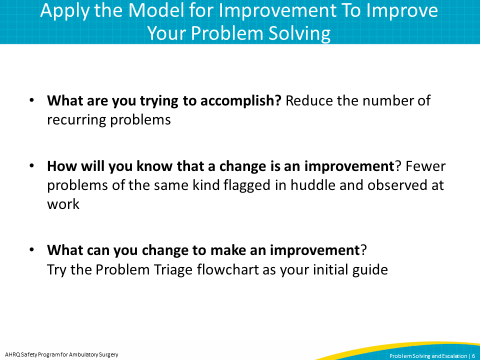 Apply the Model for Improvement To Improve
Your Problem Solving
• What are you trying to accomplish? Reduce the number of
recurring problems
• How will you know that a change is an improvement? Fewer
problems of the same kind flagged in huddle and observed at
work
• What can you change to make an improvement?
Try the Problem Triage flowchart as your initial guide
AHRQ Safety Program for Ambulatory Surgery
Problem Solving and Escalation | 6